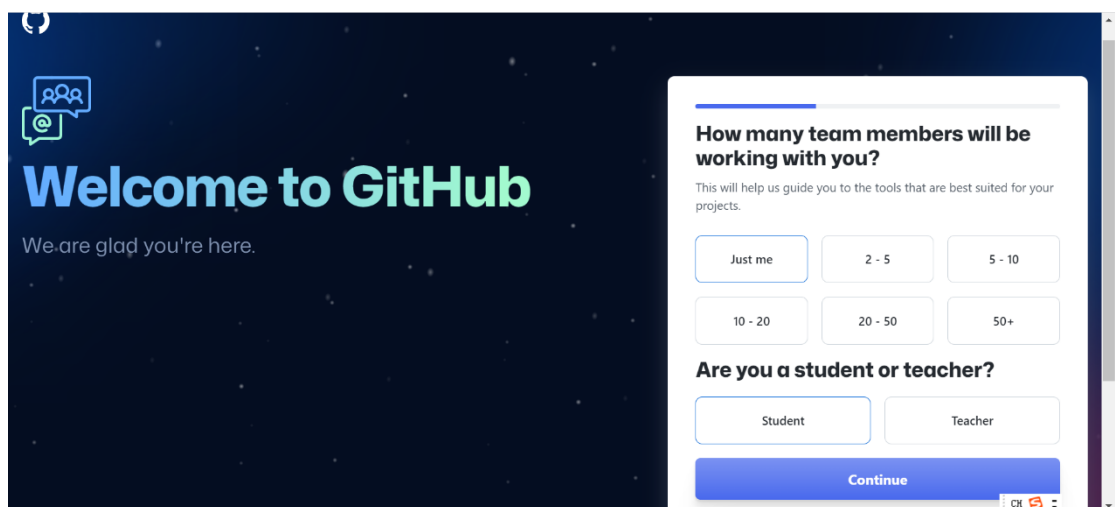 @
Welcome to GitHub
We are glad you're here.
How many team members will be
working with you?
This will help us guide you to the tools that are best suited for your
projects.
Just me
2 - 5
5 - 10
10 - 20
20 - 50
50+
Are you a student or teacher?
Student
Teacher
Continue
CH